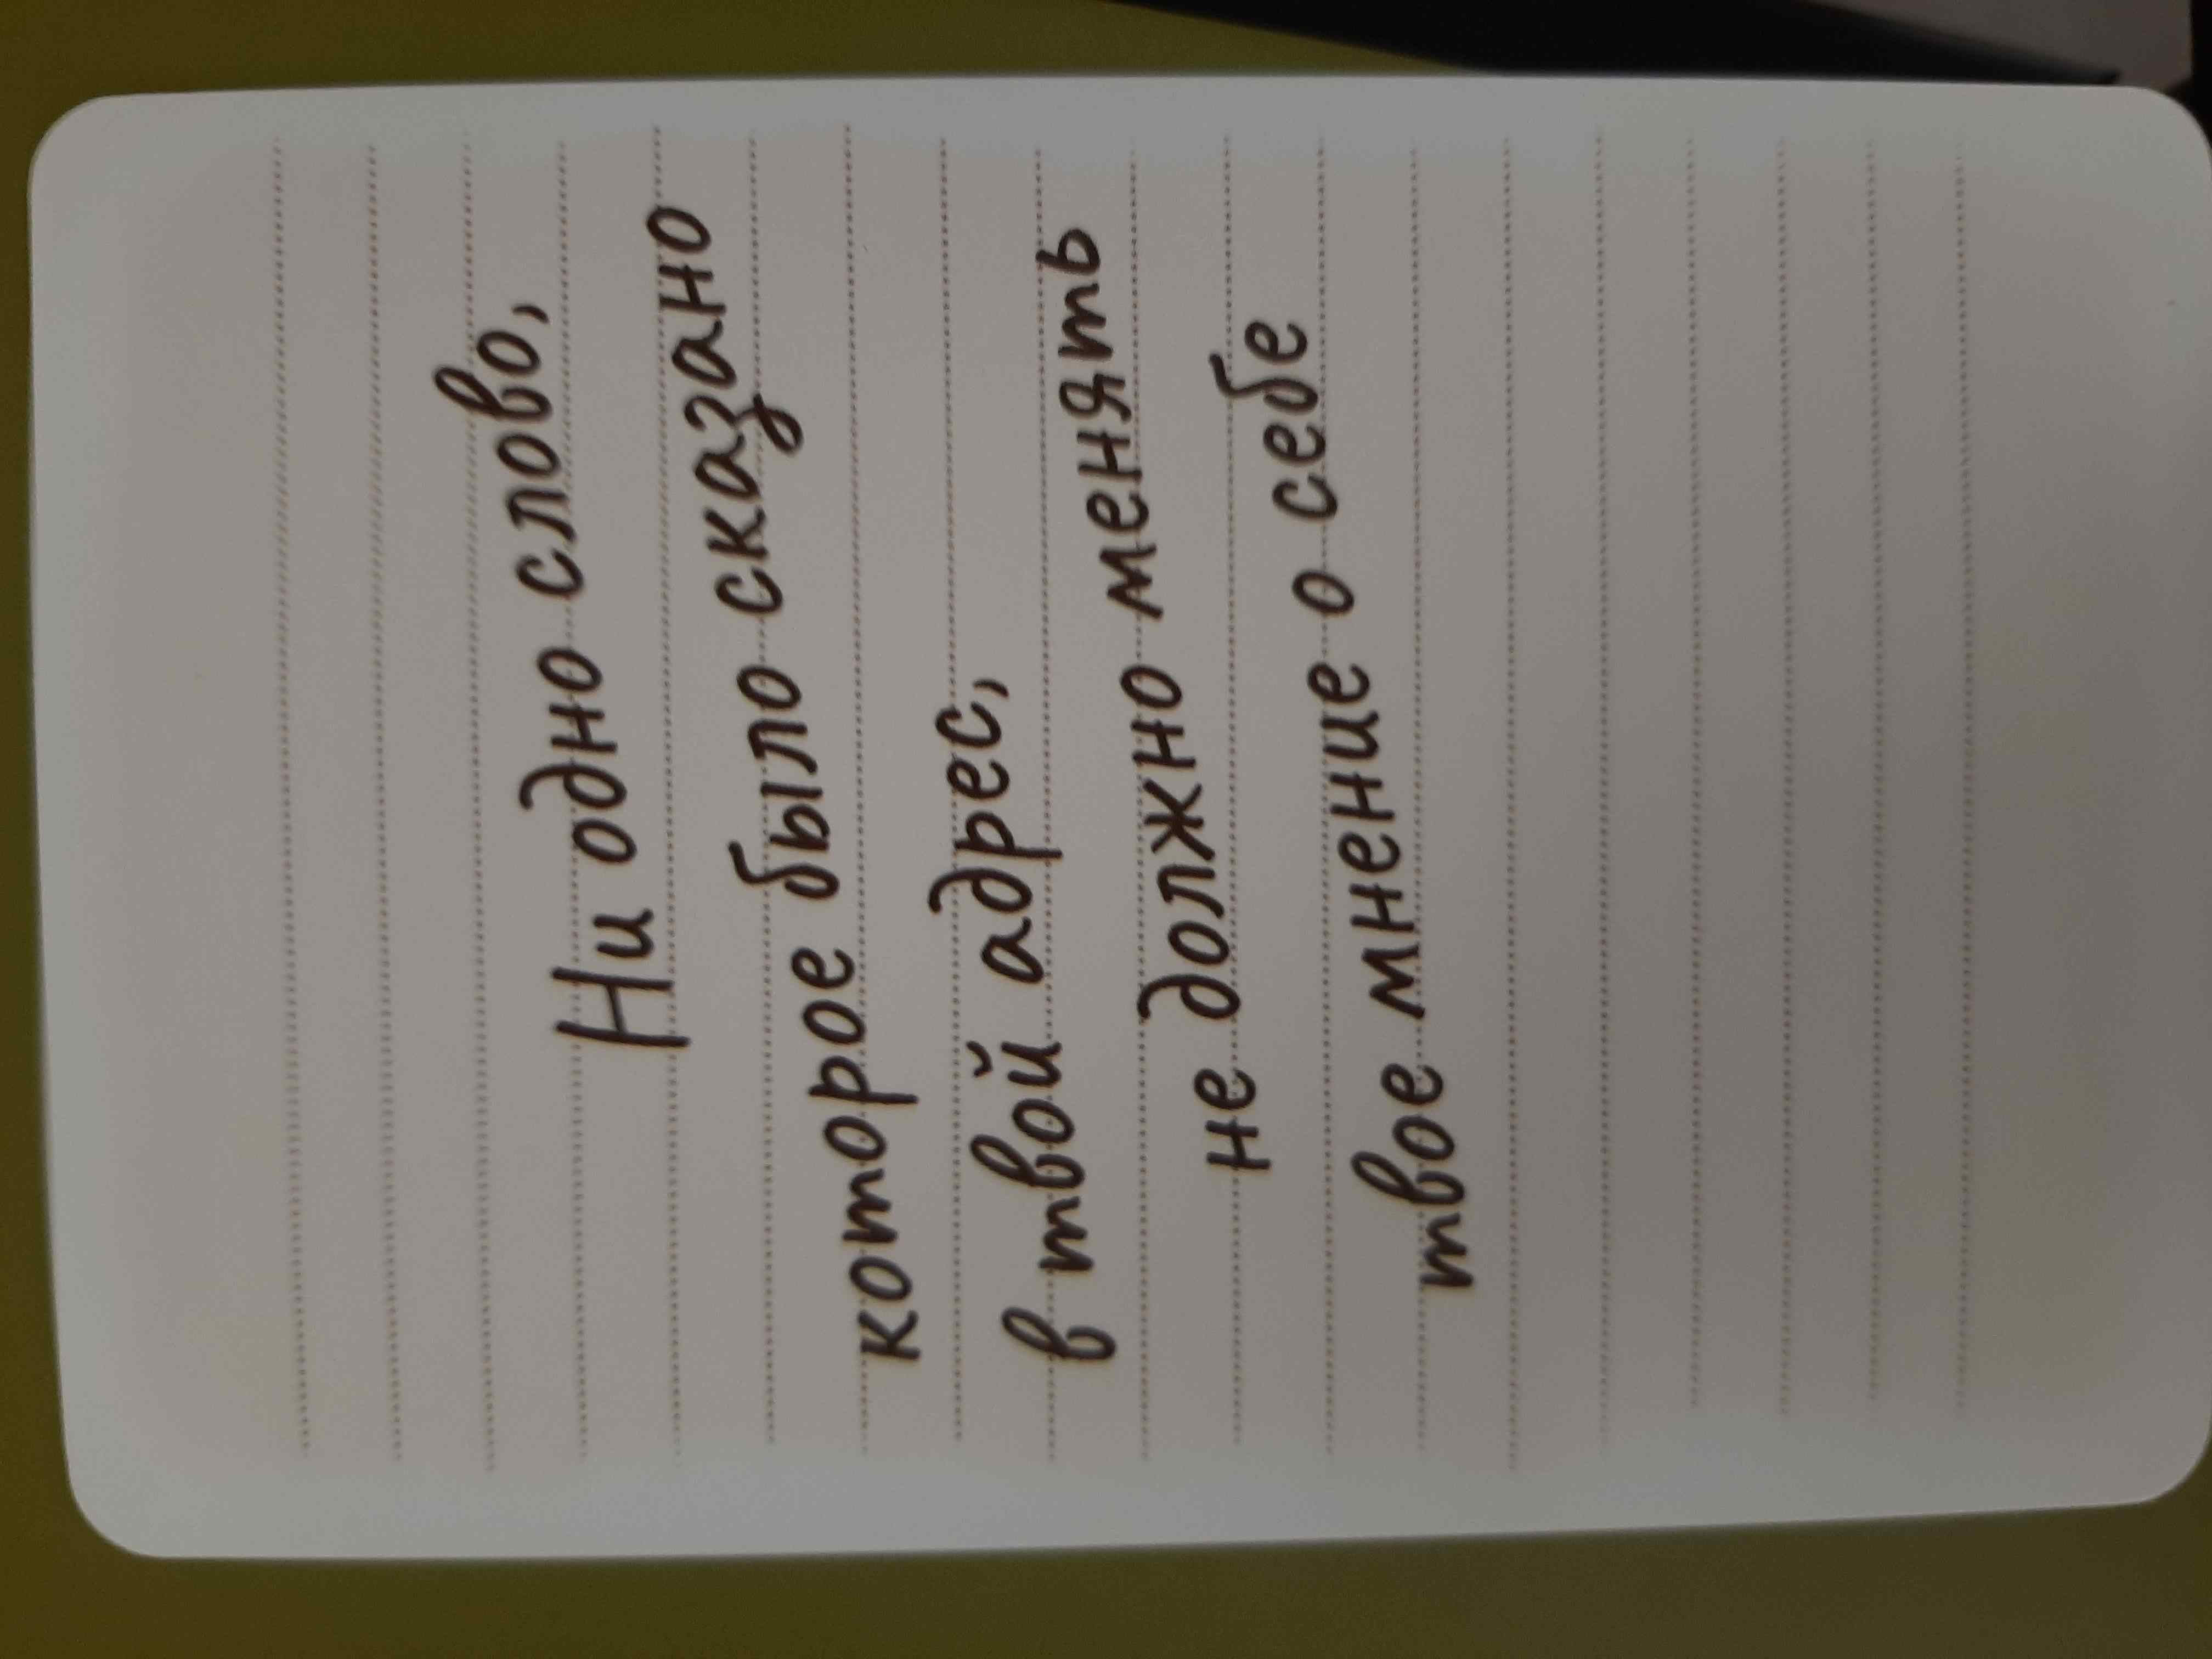 Ни одно слово,
которое было сказано
в твой адрес,
не должно менять
твое мнение о себе